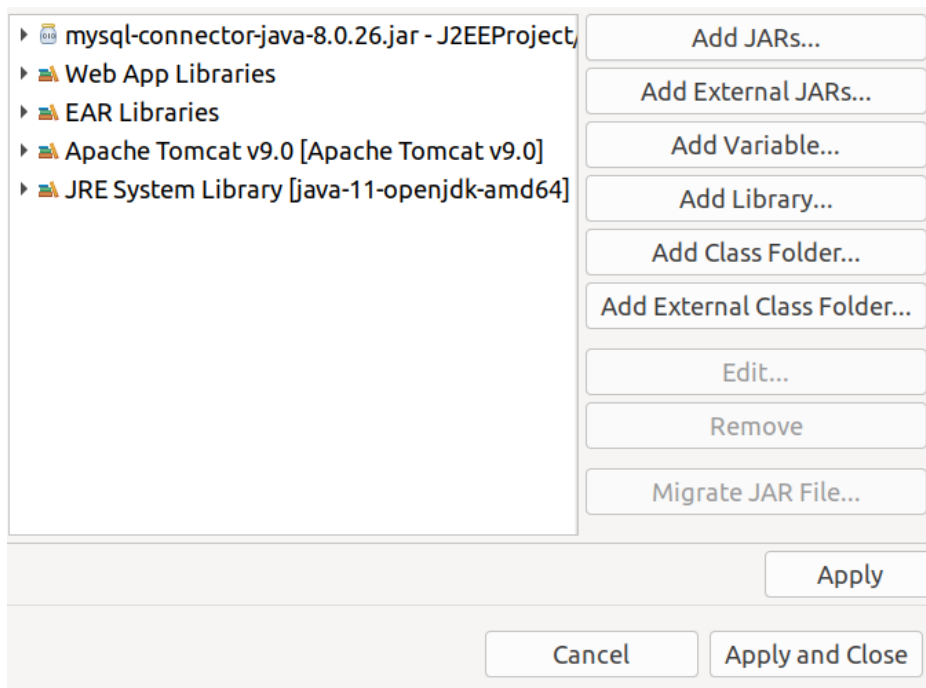 mysql-connector-java-8.0.26.jar - J2EEProject/
Web App Libraries
EAR Libraries
Apache Tomcat v9.0 [Apache Tomcat v9.0]
JRE System Library [java-11-openjdk-amd64]
Add JARs...
Add External JARs...
Add Variable...
Add Library...
Add Class Folder...
Add External Class Folder...
Edit...
Remove
Migrate JAR File...
Apply
Cancel
Apply and Close